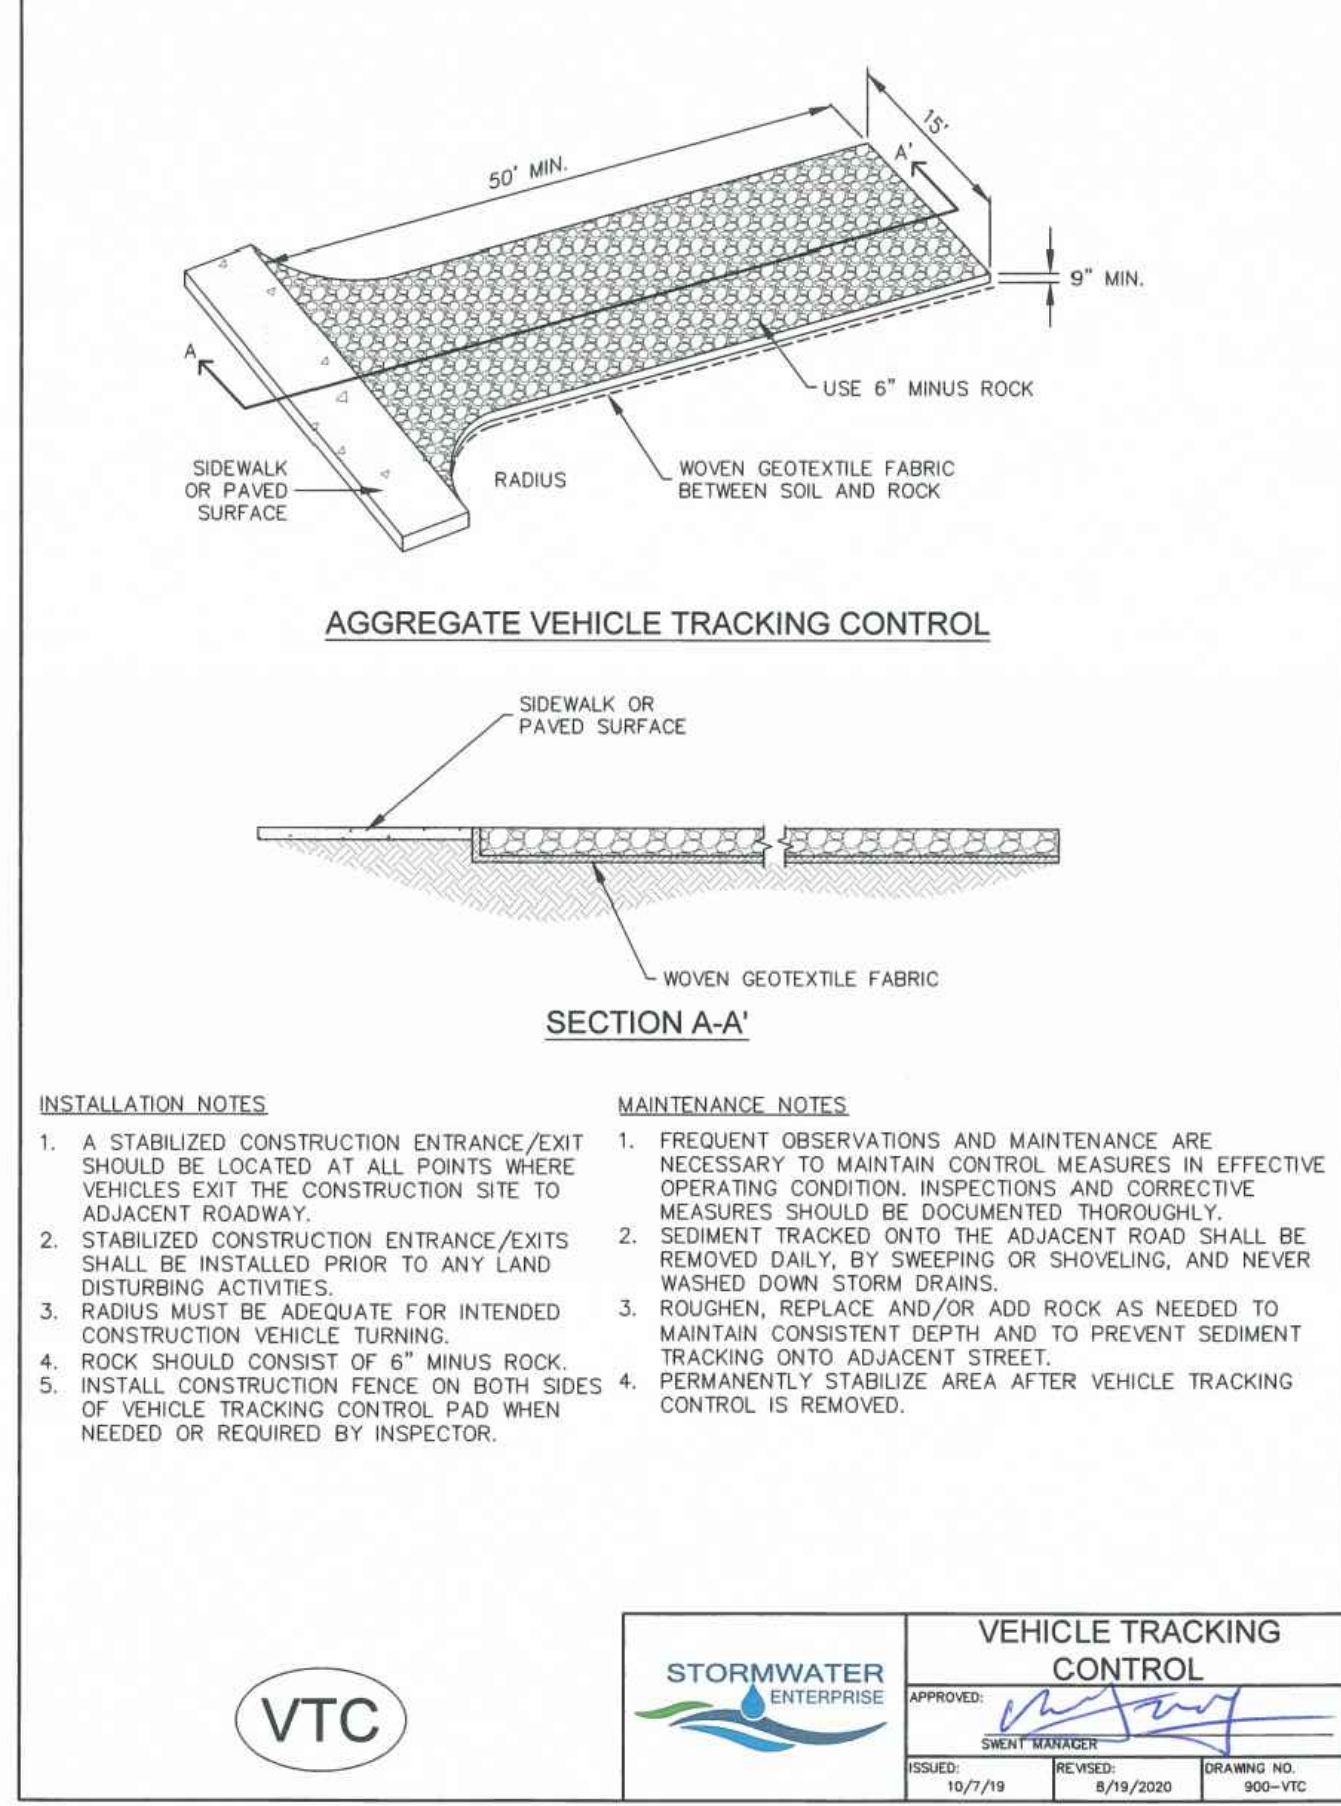 50' MIN.
15'
A'
9" MIN.
USE 6" MINUS ROCK
A
SIDEWALK
OR PAVED
SURFACE
RADIUS
WOVEN GEOTEXTILE FABRIC
BETWEEN SOIL AND ROCK
AGGREGATE VEHICLE TRACKING CONTROL
SIDEWALK OR
PAVED SURFACE
WOVEN GEOTEXTILE FABRIC
SECTION A-A'
INSTALLATION NOTES
1. A STABILIZED CONSTRUCTION ENTRANCE/EXIT
SHOULD BE LOCATED AT ALL POINTS WHERE
VEHICLES EXIT THE CONSTRUCTION SITE TO
ADJACENT ROADWAY.
2. STABILIZED CONSTRUCTION ENTRANCE/EXITS
SHALL BE INSTALLED PRIOR TO ANY LAND
DISTURBING ACTIVITIES.
3. RADIUS MUST BE ADEQUATE FOR INTENDED
CONSTRUCTION VEHICLE TURNING.
4. ROCK SHOULD CONSIST OF 6" MINUS ROCK.
5. INSTALL CONSTRUCTION FENCE ON BOTH SIDES
OF VEHICLE TRACKING CONTROL PAD WHEN
NEEDED OR REQUIRED BY INSPECTOR.
MAINTENANCE NOTES
1. FREQUENT OBSERVATIONS AND MAINTENANCE ARE
NECESSARY TO MAINTAIN CONTROL MEASURES IN EFFECTIVE
OPERATING CONDITION. INSPECTIONS AND CORRECTIVE
MEASURES SHOULD BE DOCUMENTED THOROUGHLY.
2. SEDIMENT TRACKED ONTO THE ADJACENT ROAD SHALL BE
REMOVED DAILY, BY SWEEPING OR SHOVELING, AND NEVER
WASHED DOWN STORM DRAINS.
3. ROUGHEN, REPLACE AND/OR ADD ROCK AS NEEDED TO
MAINTAIN CONSISTENT DEPTH AND TO PREVENT SEDIMENT
TRACKING ONTO ADJACENT STREET.
4. PERMANENTLY STABILIZE AREA AFTER VEHICLE TRACKING
CONTROL IS REMOVED.
VTC
STORMWATER
ENTERPRISE
VEHICLE TRACKING
CONTROL
APPROVED:
SWENT MANAGER
ISSUED:
10/7/19
REVISED:
8/19/2020
DRAWING NO.
900-VTC